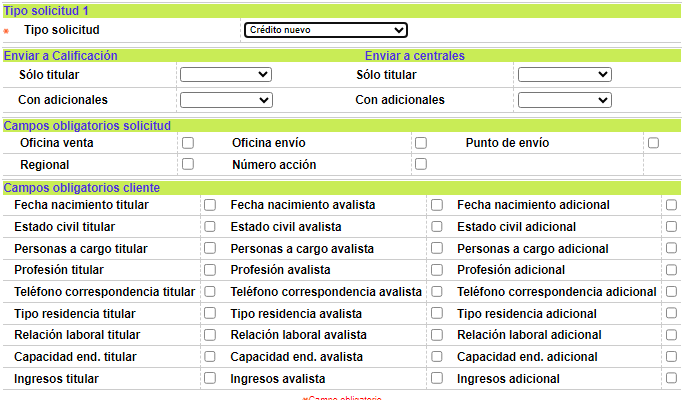 Tipo solicitud 1
* Tipo solicitud Crédito nuevo
Enviar a Calificación Enviar a centrales
Sólo titular Sólo titular
Con adicionales Con adicionales
Campos obligatorios solicitud
Oficina venta Oficina envío Punto de envío
Regional Número acción
Campos obligatorios cliente
Fecha nacimiento titular Fecha nacimiento avalista Fecha nacimiento adicional
Estado civil titular Estado civil avalista Estado civil adicional
Personas a cargo titular Personas a cargo avalista Personas a cargo adicional
Profesión titular Profesión avalista Profesión adicional
Teléfono correspondencia titular Teléfono correspondencia avalista Teléfono correspondencia adicional
Tipo residencia titular Tipo residencia avalista Tipo residencia adicional
Relación laboral titular Relación laboral avalista Relación laboral adicional
Capacidad end. titular Capacidad end. avalista Capacidad end. adicional
Ingresos titular Ingresos avalista Ingresos adicional
*Campo obligatorio